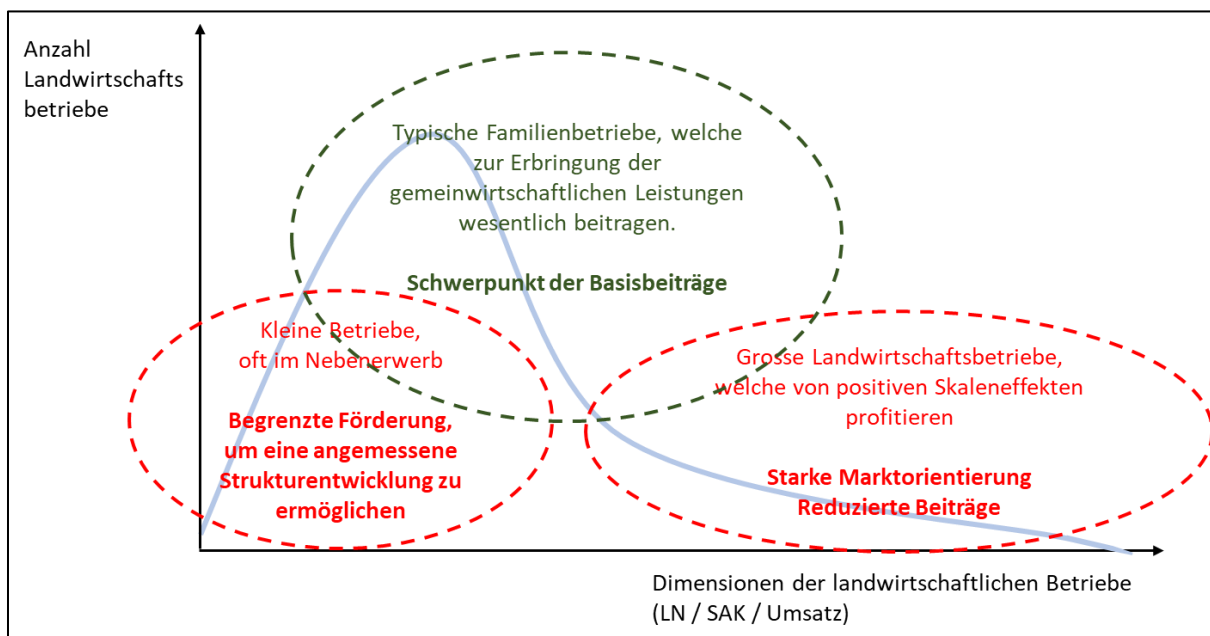 Anzahl
Landwirtschafts
betriebe
Typische Familienbetriebe, welche
zur Erbringung der
gemeinwirtschaftlichen Leistungen
wesentlich beitragen.
Schwerpunkt der Basisbeiträge
Kleine Betriebe,
oft im Nebenerwerb
Begrenzte Förderung,
um eine angemessene
Strukturentwicklung zu
ermöglichen
Grosse Landwirtschaftsbetriebe,
welche von positiven Skaleneffekten
profitieren
Starke Marktorientierung
Reduzierte Beiträge
Dimensionen der landwirtschaftlichen Betriebe
(LN / SAK / Umsatz)